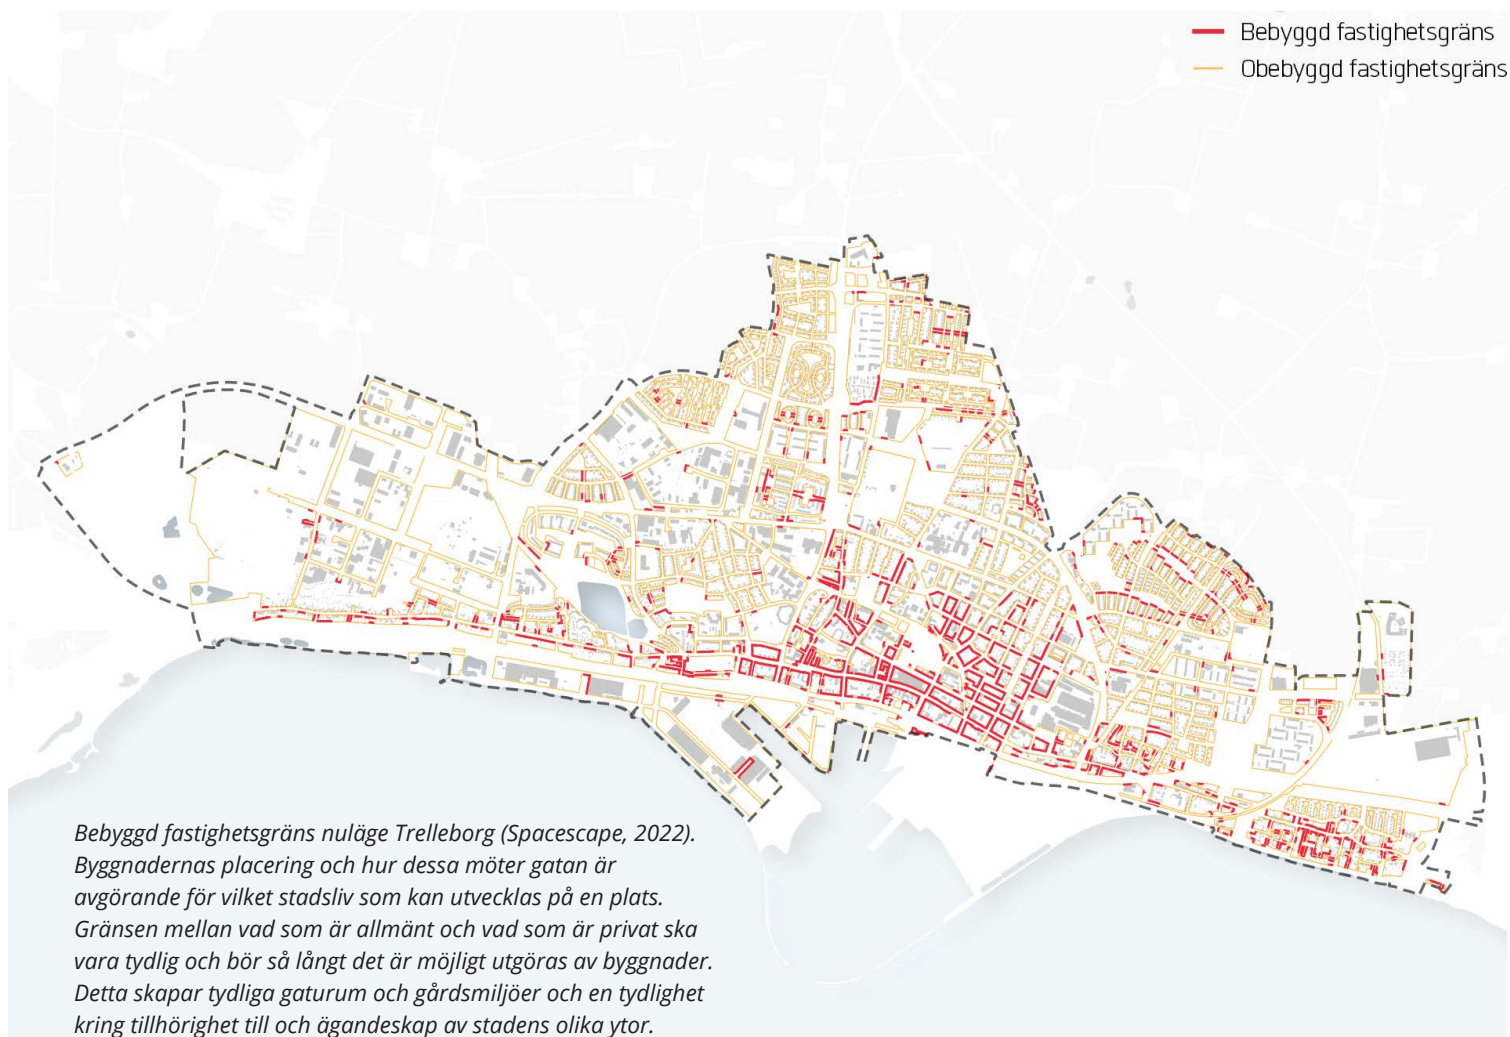 Bebyggd fastighetsgräns
Obebyggd fastighetsgräns
Bebyggd fastighetsgräns nuläge Trelleborg (Spacescape, 2022).
Byggnadernas placering och hur dessa möter gatan är
avgörande för vilket stadsliv som kan utvecklas på en plats.
Gränsen mellan vad som är allmänt och vad som är privat ska
vara tydlig och bör så långt det är möjligt utgöras av byggnader.
Detta skapar tydliga gaturum och gårdsmiljöer och en tydlighet
kring tillhörighet till och ägandeskap av stadens olika ytor.